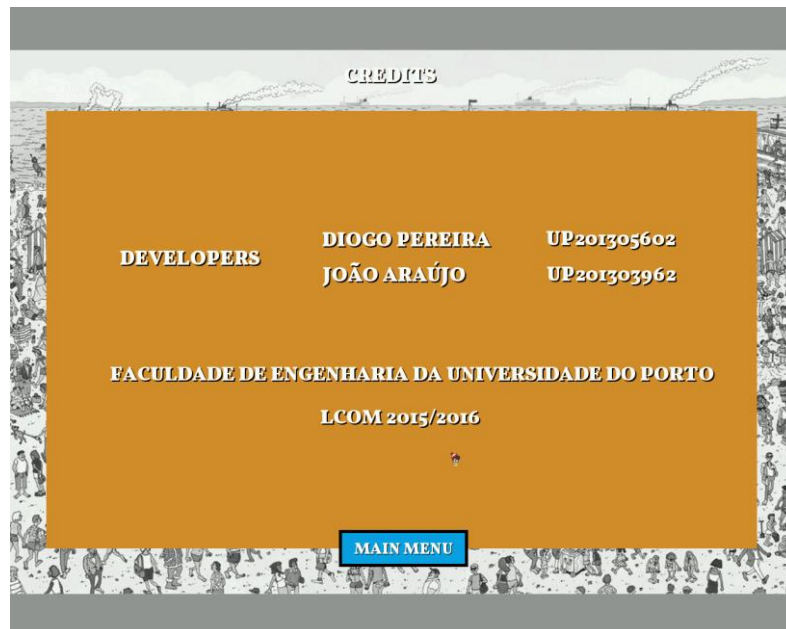 CREDITS
DEVELOPERS
DIOGO PEREIRA UP201305602
JOÃO ARAÚJO UP201303962
FACULDADE DE ENGENHARIA DA UNIVERSIDADE DO PORTO
LCOM 2015/2016
MAIN MENU